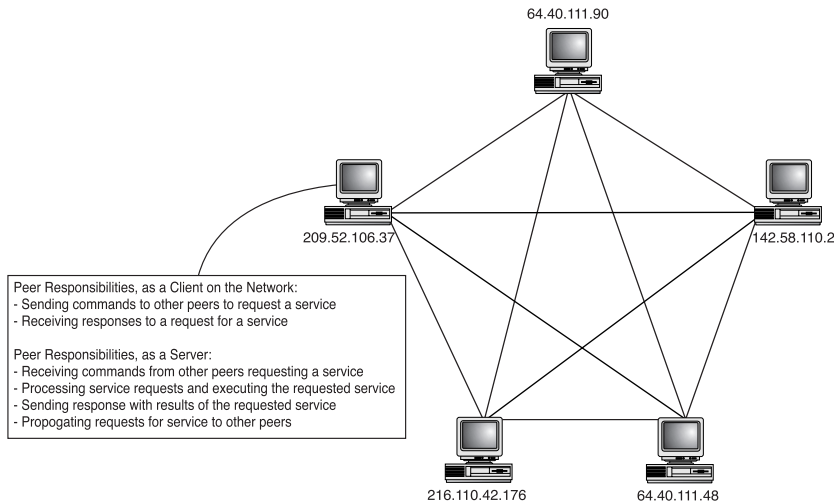 64.40.111.90
209.52.106.37
142.58.110.2
Peer Responsibilities, as a Client on the Network:
- Sending commands to other peers to request a service
- Receiving responses to a request for a service
Peer Responsibilities, as a Server:
- Receiving commands from other peers requesting a service
- Processing service requests and executing the requested service
- Sending response with results of the requested service
- Propogating requests for service to other peers
216.110.42.176
64.40.111.48